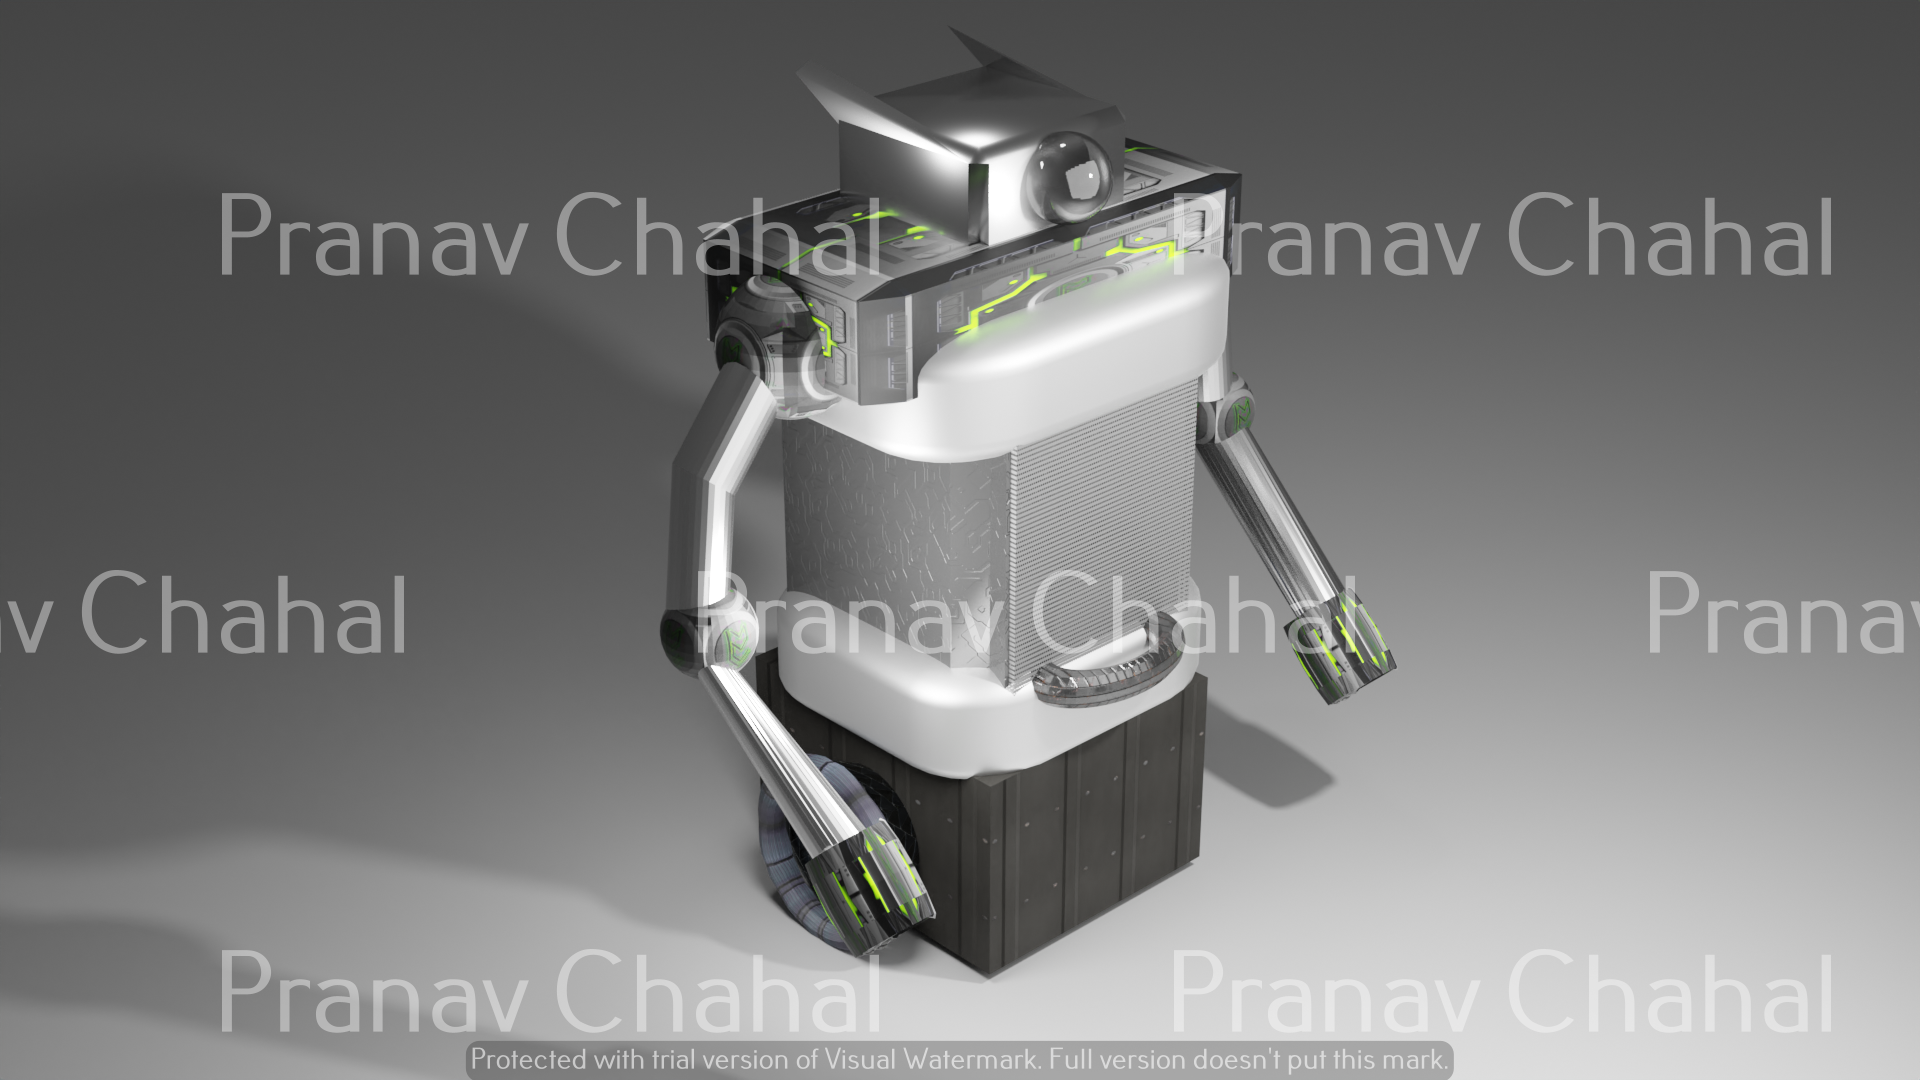 Pranav Chahal Pranav Chahal
av Chahal Pranav Chahal Pranav
Pranav Chahal Pranav Chahal
Protected with trial version of Visual Watermark. Full version doesn't put this mark.